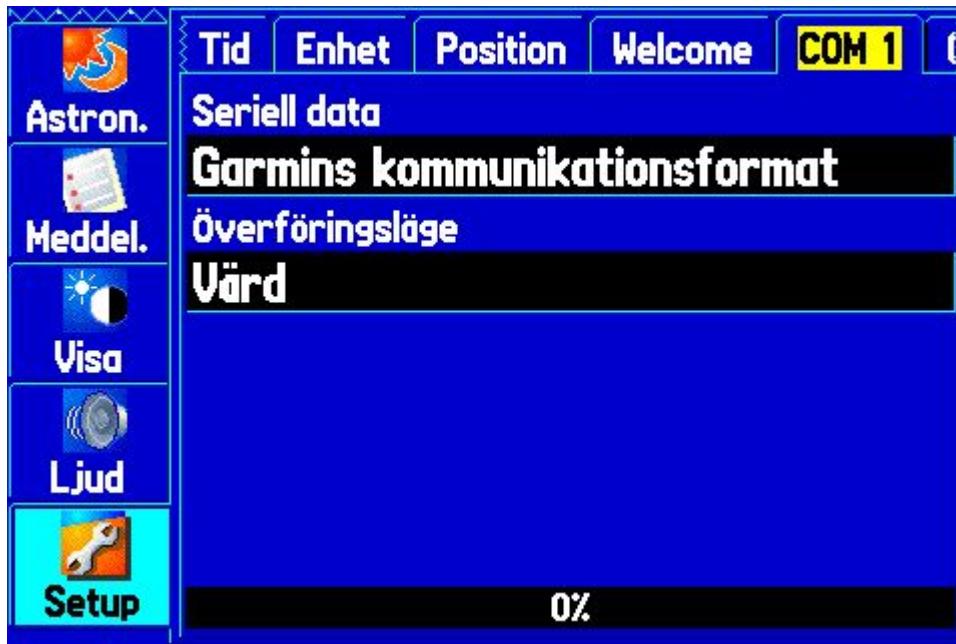 Astron.
Meddel.
Visa
Ljud
Setup
Tid Enhet Position Welcome COM 1
Seriell data
Garmins kommunikationsformat
Överföringsläge
Värd
0%